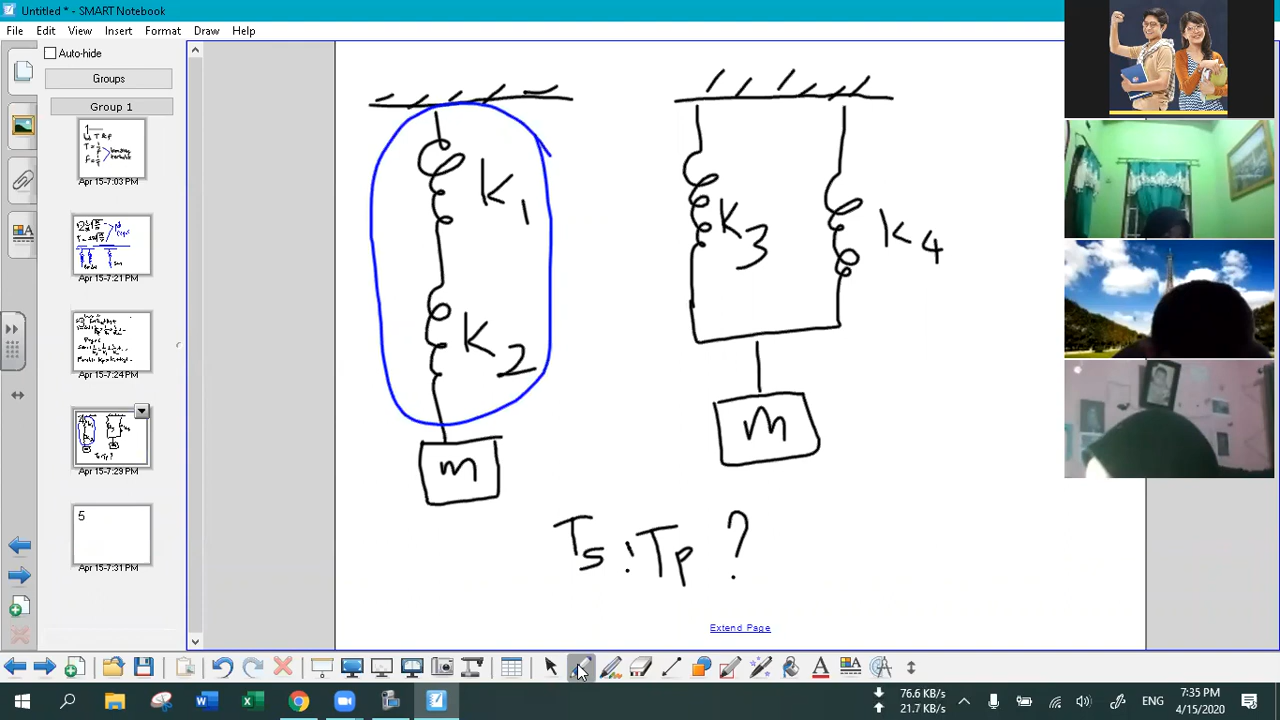 Untitled * - SMART Notebook
File Edit View Insert Format Draw Help
Auto-hide
Groups
Group 1
Apr 15-7:03 PM
Apr 15-7:21 PM
Apr 15-7:24 PM
Apr 15-7:29 PM
5
Apr 15-7:31 PM
K1
K2
m
K3
K4
m
Ts : Tp ?
Extend Page
76.6 KB/s
21.7 KB/s
ENG
7:35 PM
4/15/2020